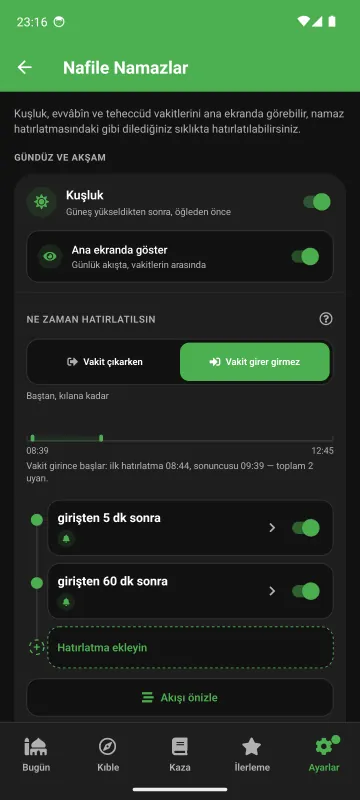 23:16
Nafile Namazlar
Kuşluk, evvâbîn ve teheccüd vakitlerini ana ekranda görebilir, namaz
hatırlatmasındaki gibi dilediğiniz sıklıkta hatırlatılabilirsiniz.
GÜNDÜZ VE AKŞAM
Kuşluk
Güneş yükseldikten sonra, öğleden önce
Ana ekranda göster
Günlük akışta, vakitlerin arasında
NE ZAMAN HATIRLATILSIN
Vakit çıkarken
Vakit girer girmez
Baştan, kılana kadar
08:39
12:45
Vakit girince başlar: ilk hatırlatma 08:44, sonuncusu 09:39 — toplam 2
uyarı.
girişten 5 dk sonra
girişten 60 dk sonra
Hatırlatma ekleyin
Akışı önizle
Bugün
Kıble
Kaza
İlerleme
Ayarlar